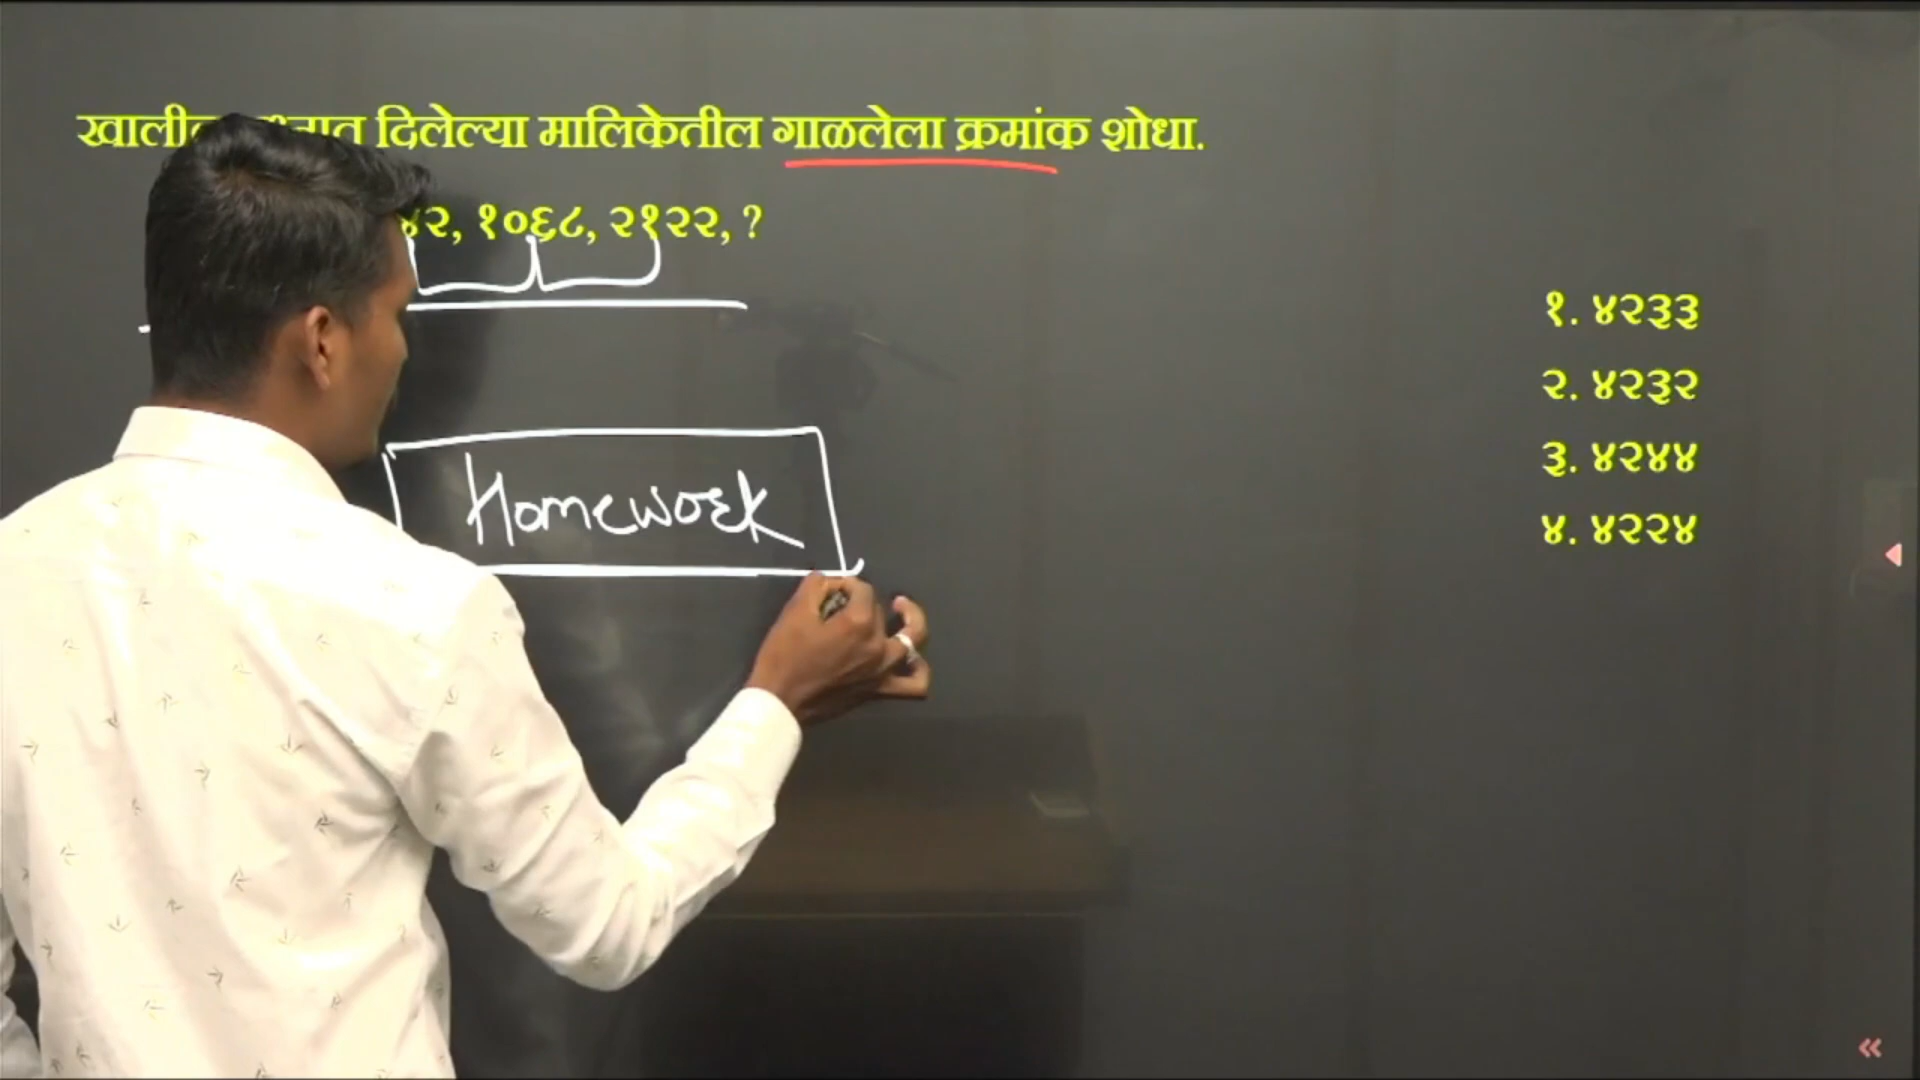 दिलेल्या मालिकेतील गाळलेला क्रमांक शोधा.
४२, १०६८, २१२२, ?
Homework
१. ४२३३
२. ४२३२
३. ४२४४
४. ४२२४
«